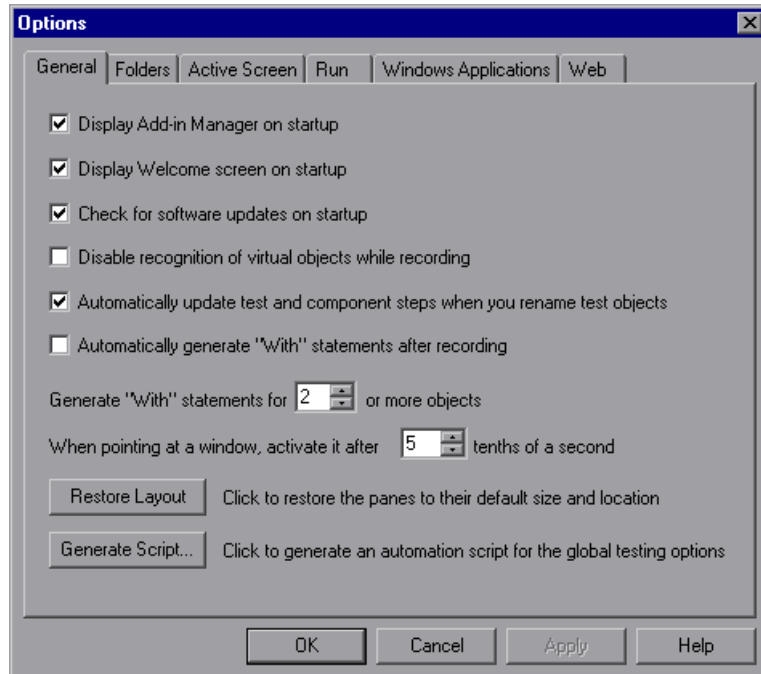 Options
General Folders Active Screen Run Windows Applications Web
Display Add-in Manager on startup
Display Welcome screen on startup
Check for software updates on startup
Disable recognition of virtual objects while recording
Automatically update test and component steps when you rename test objects
Automatically generate "With" statements after recording
Generate "With" statements for 2 or more objects
When pointing at a window, activate it after 5 tenths of a second
Restore Layout Click to restore the panes to their default size and location
Generate Script... Click to generate an automation script for the global testing options
OK Cancel Apply Help